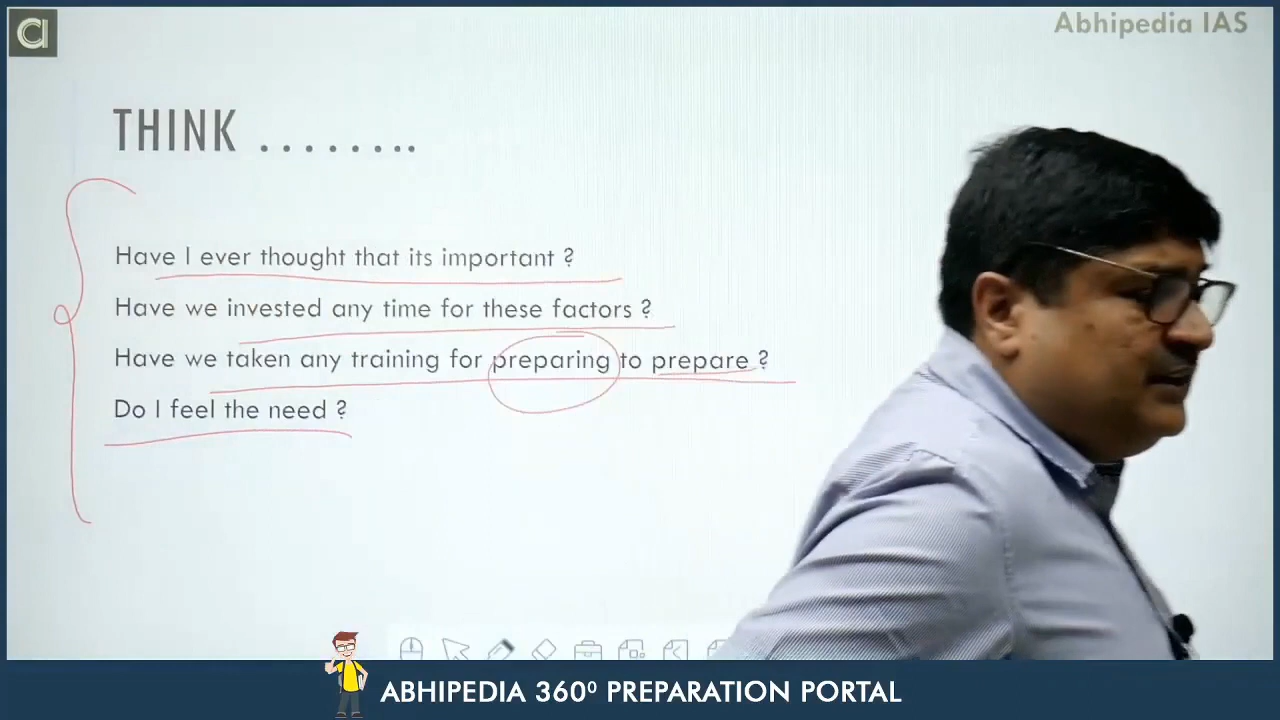 Abhipedia IAS
THINK ........
Have I ever thought that its important ?
Have we invested any time for these factors ?
Have we taken any training for preparing to prepare ?
Do I feel the need ?
ABHIPEDIA 360⁰ PREPARATION PORTAL